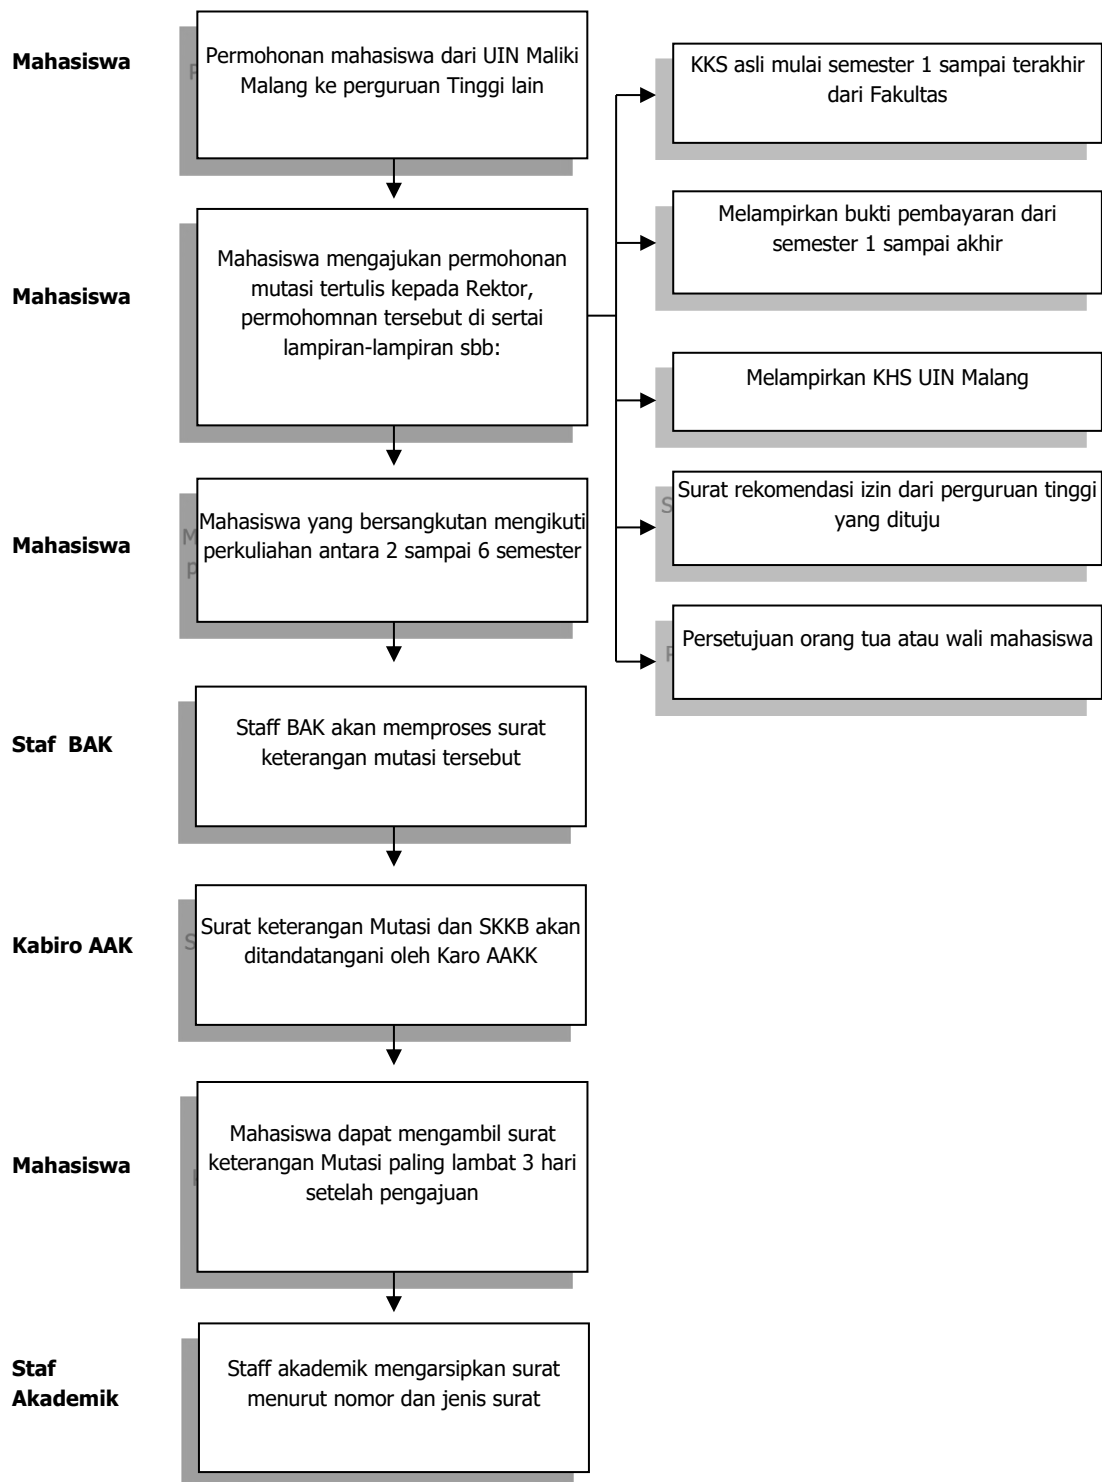 Mahasiswa
Permohonan mahasiswa dari UIN Maliki
Malang ke perguruan Tinggi lain
KKS asli mulai semester 1 sampai terakhir
dari Fakultas
Melampirkan bukti pembayaran dari
semester 1 sampai akhir
Mahasiswa
Mahasiswa mengajukan permohonan
mutasi tertulis kepada Rektor,
permohomnan tersebut di sertai
lampiran-lampiran sbb:
Melampirkan KHS UIN Malang
Surat rekomendasi izin dari perguruan tinggi
yang dituju
Persetujuan orang tua atau wali mahasiswa
Mahasiswa
Mahasiswa yang bersangkutan mengikuti
perkuliahan antara 2 sampai 6 semester
Staf  BAK
Staff BAK akan memproses surat
keterangan mutasi tersebut
Kabiro AAK
Surat keterangan Mutasi dan SKKB akan
ditandatangani oleh Karo AAKK
Mahasiswa
Mahasiswa dapat mengambil surat
keterangan Mutasi paling lambat 3 hari
setelah pengajuan
Staf
Akademik
Staff akademik mengarsipkan surat
menurut nomor dan jenis surat